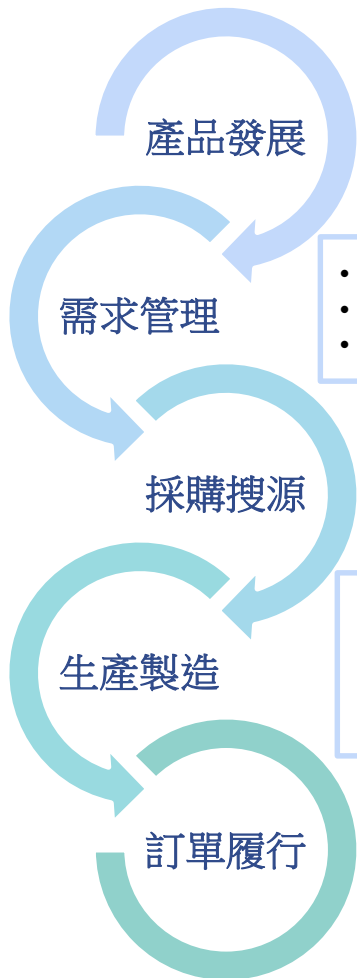 產品發展
需求管理
採購搜源
生產製造
訂單履行